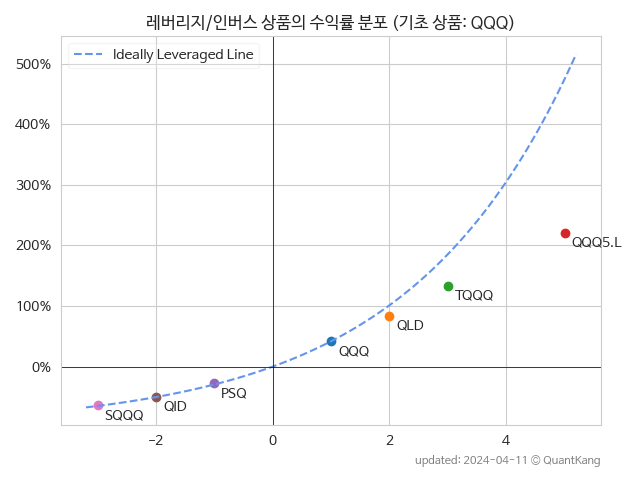 레버리지/인버스 상품의 수익률 분포 (기초 상품: QQQ)
Ideally Leveraged Line
500%
400%
300%
200%
100%
0%
QQQ5.L
TQQQ
QLD
QQQ
PSQ
QID
SQQQ
−2
0
2
4
updated: 2024-04-11 © QuantKang